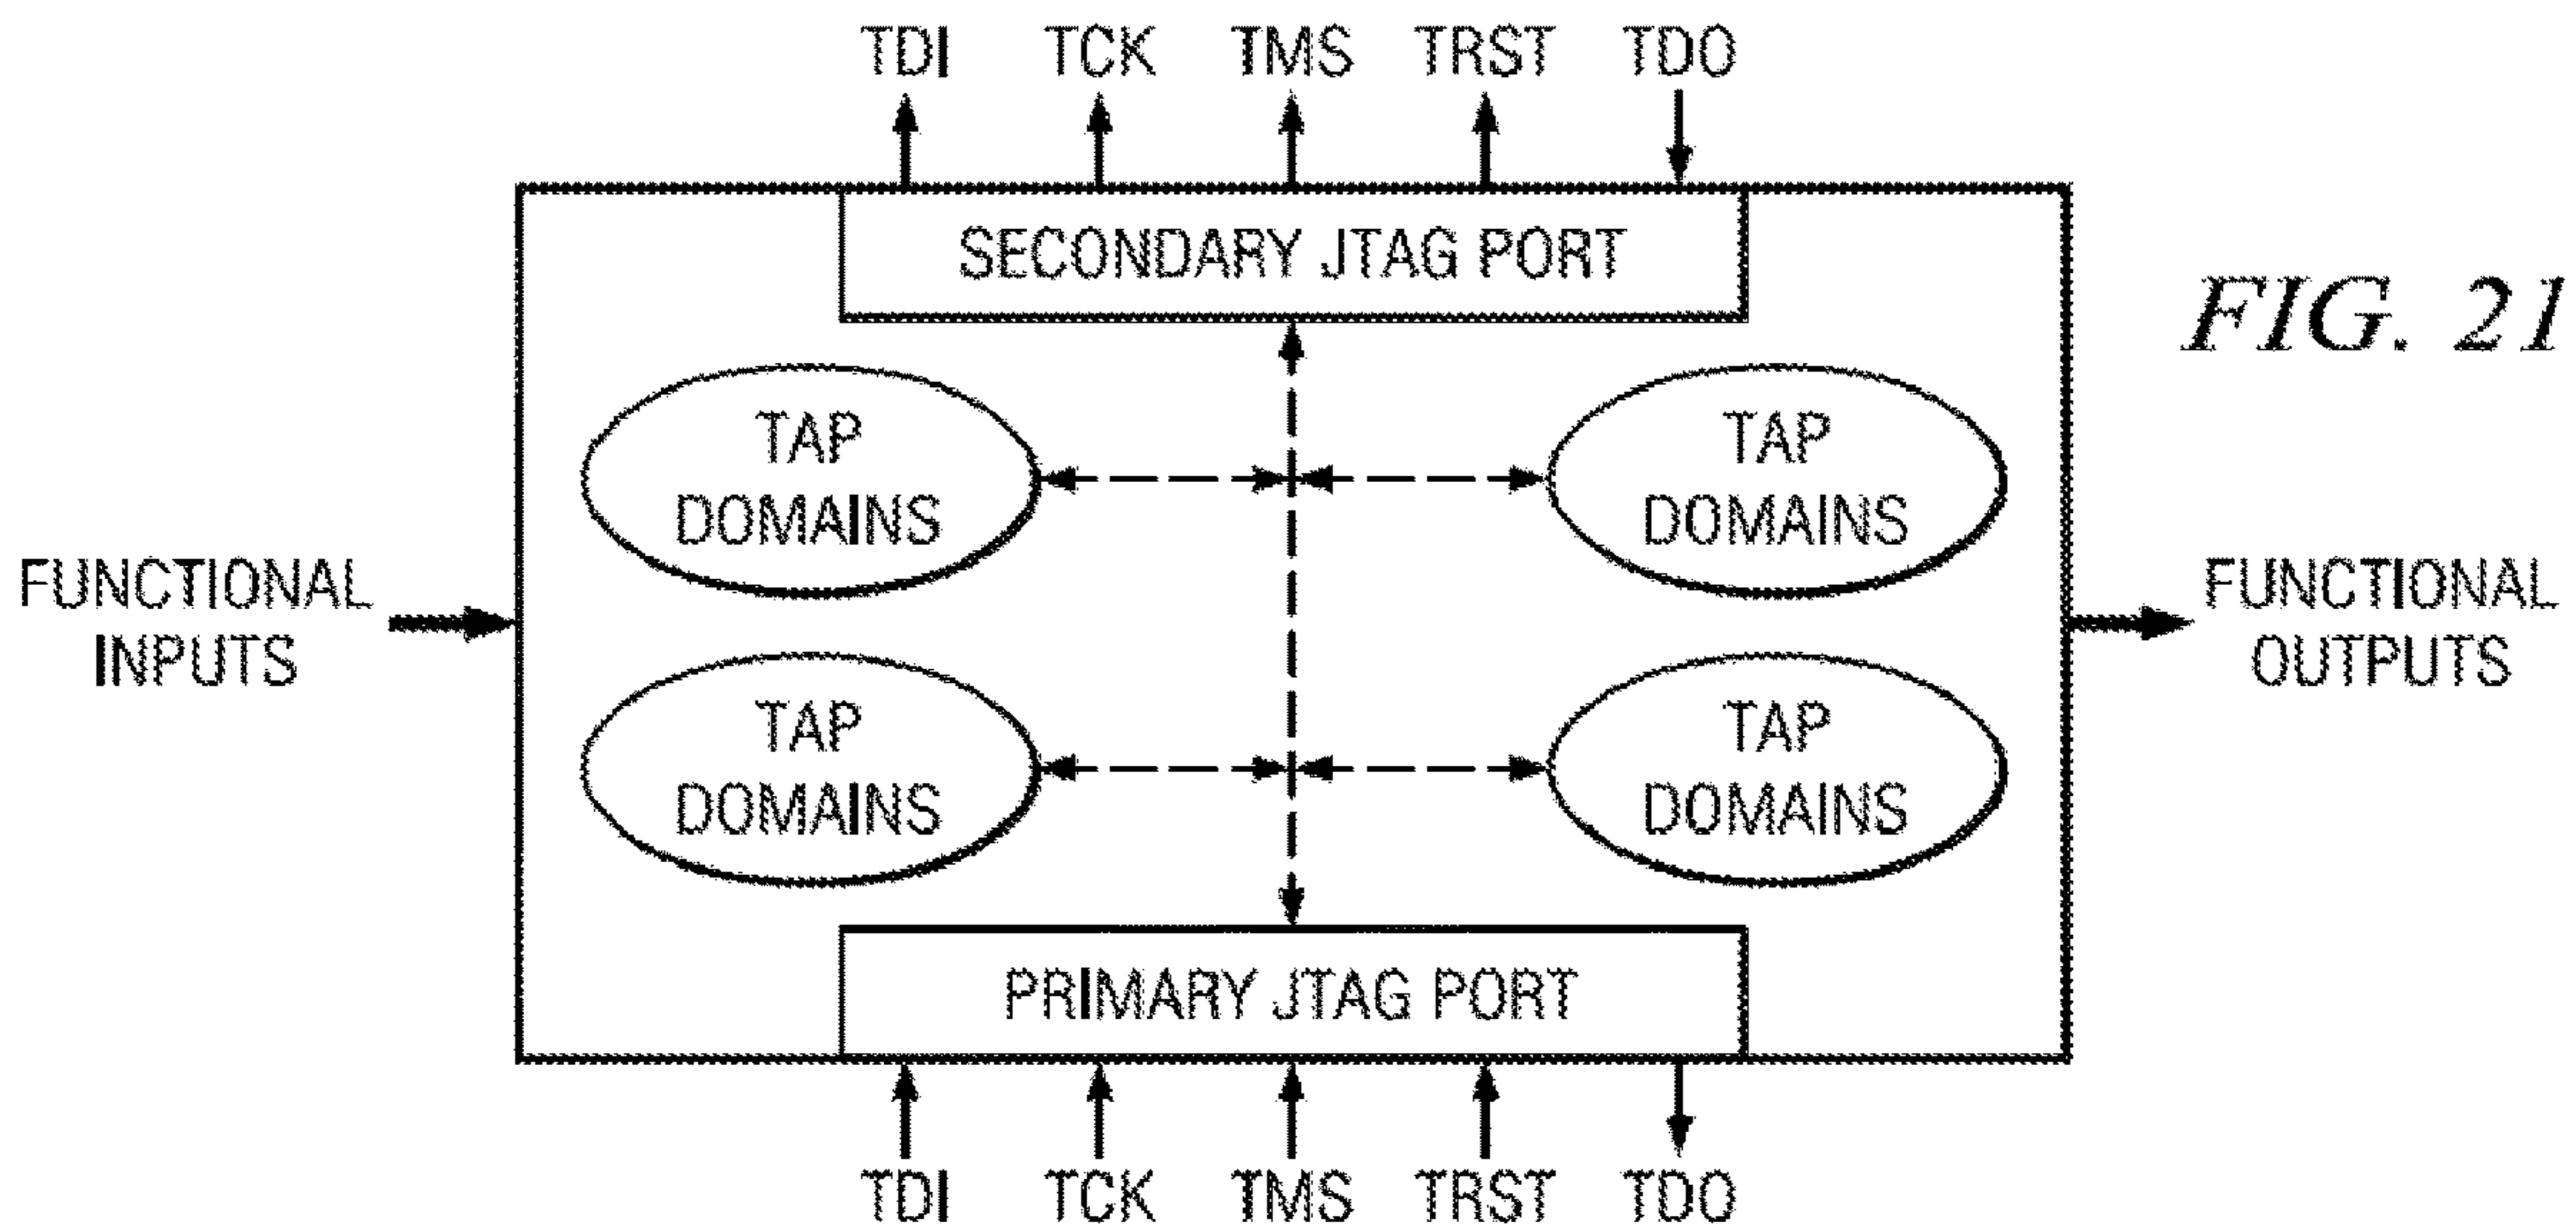 TDI TCK TMS TRST TDO
SECONDARY JTAG PORT
FIG. 21
TAP
DOMAINS
TAP
DOMAINS
FUNCTIONAL
INPUTS
FUNCTIONAL
OUTPUTS
TAP
DOMAINS
TAP
DOMAINS
PRIMARY JTAG PORT
TDI TCK TMS TRST TDO